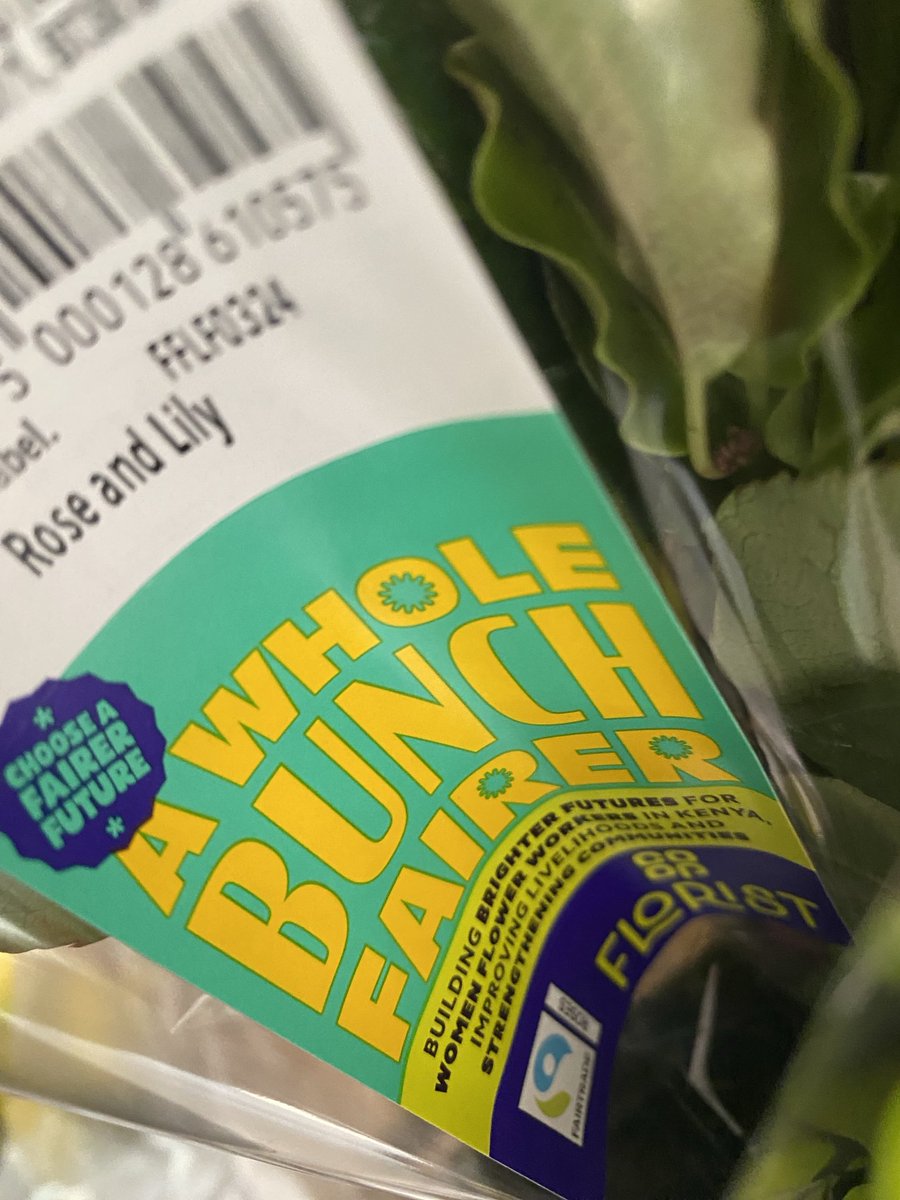 5 000128 610575
FFLF0324
abel.
Rose and Lily
CHOOSE A
FAIRER
FUTURE
A WHOLE
BUNCH
FAIRER
BUILDING BRIGHTER FUTURES FOR
WOMEN FLOWER WORKERS IN KENYA,
IMPROVING LIVELIHOODS AND
STRENGTHENING COMMUNITIES
CO
OP
FLORIST
FAIRTRADE